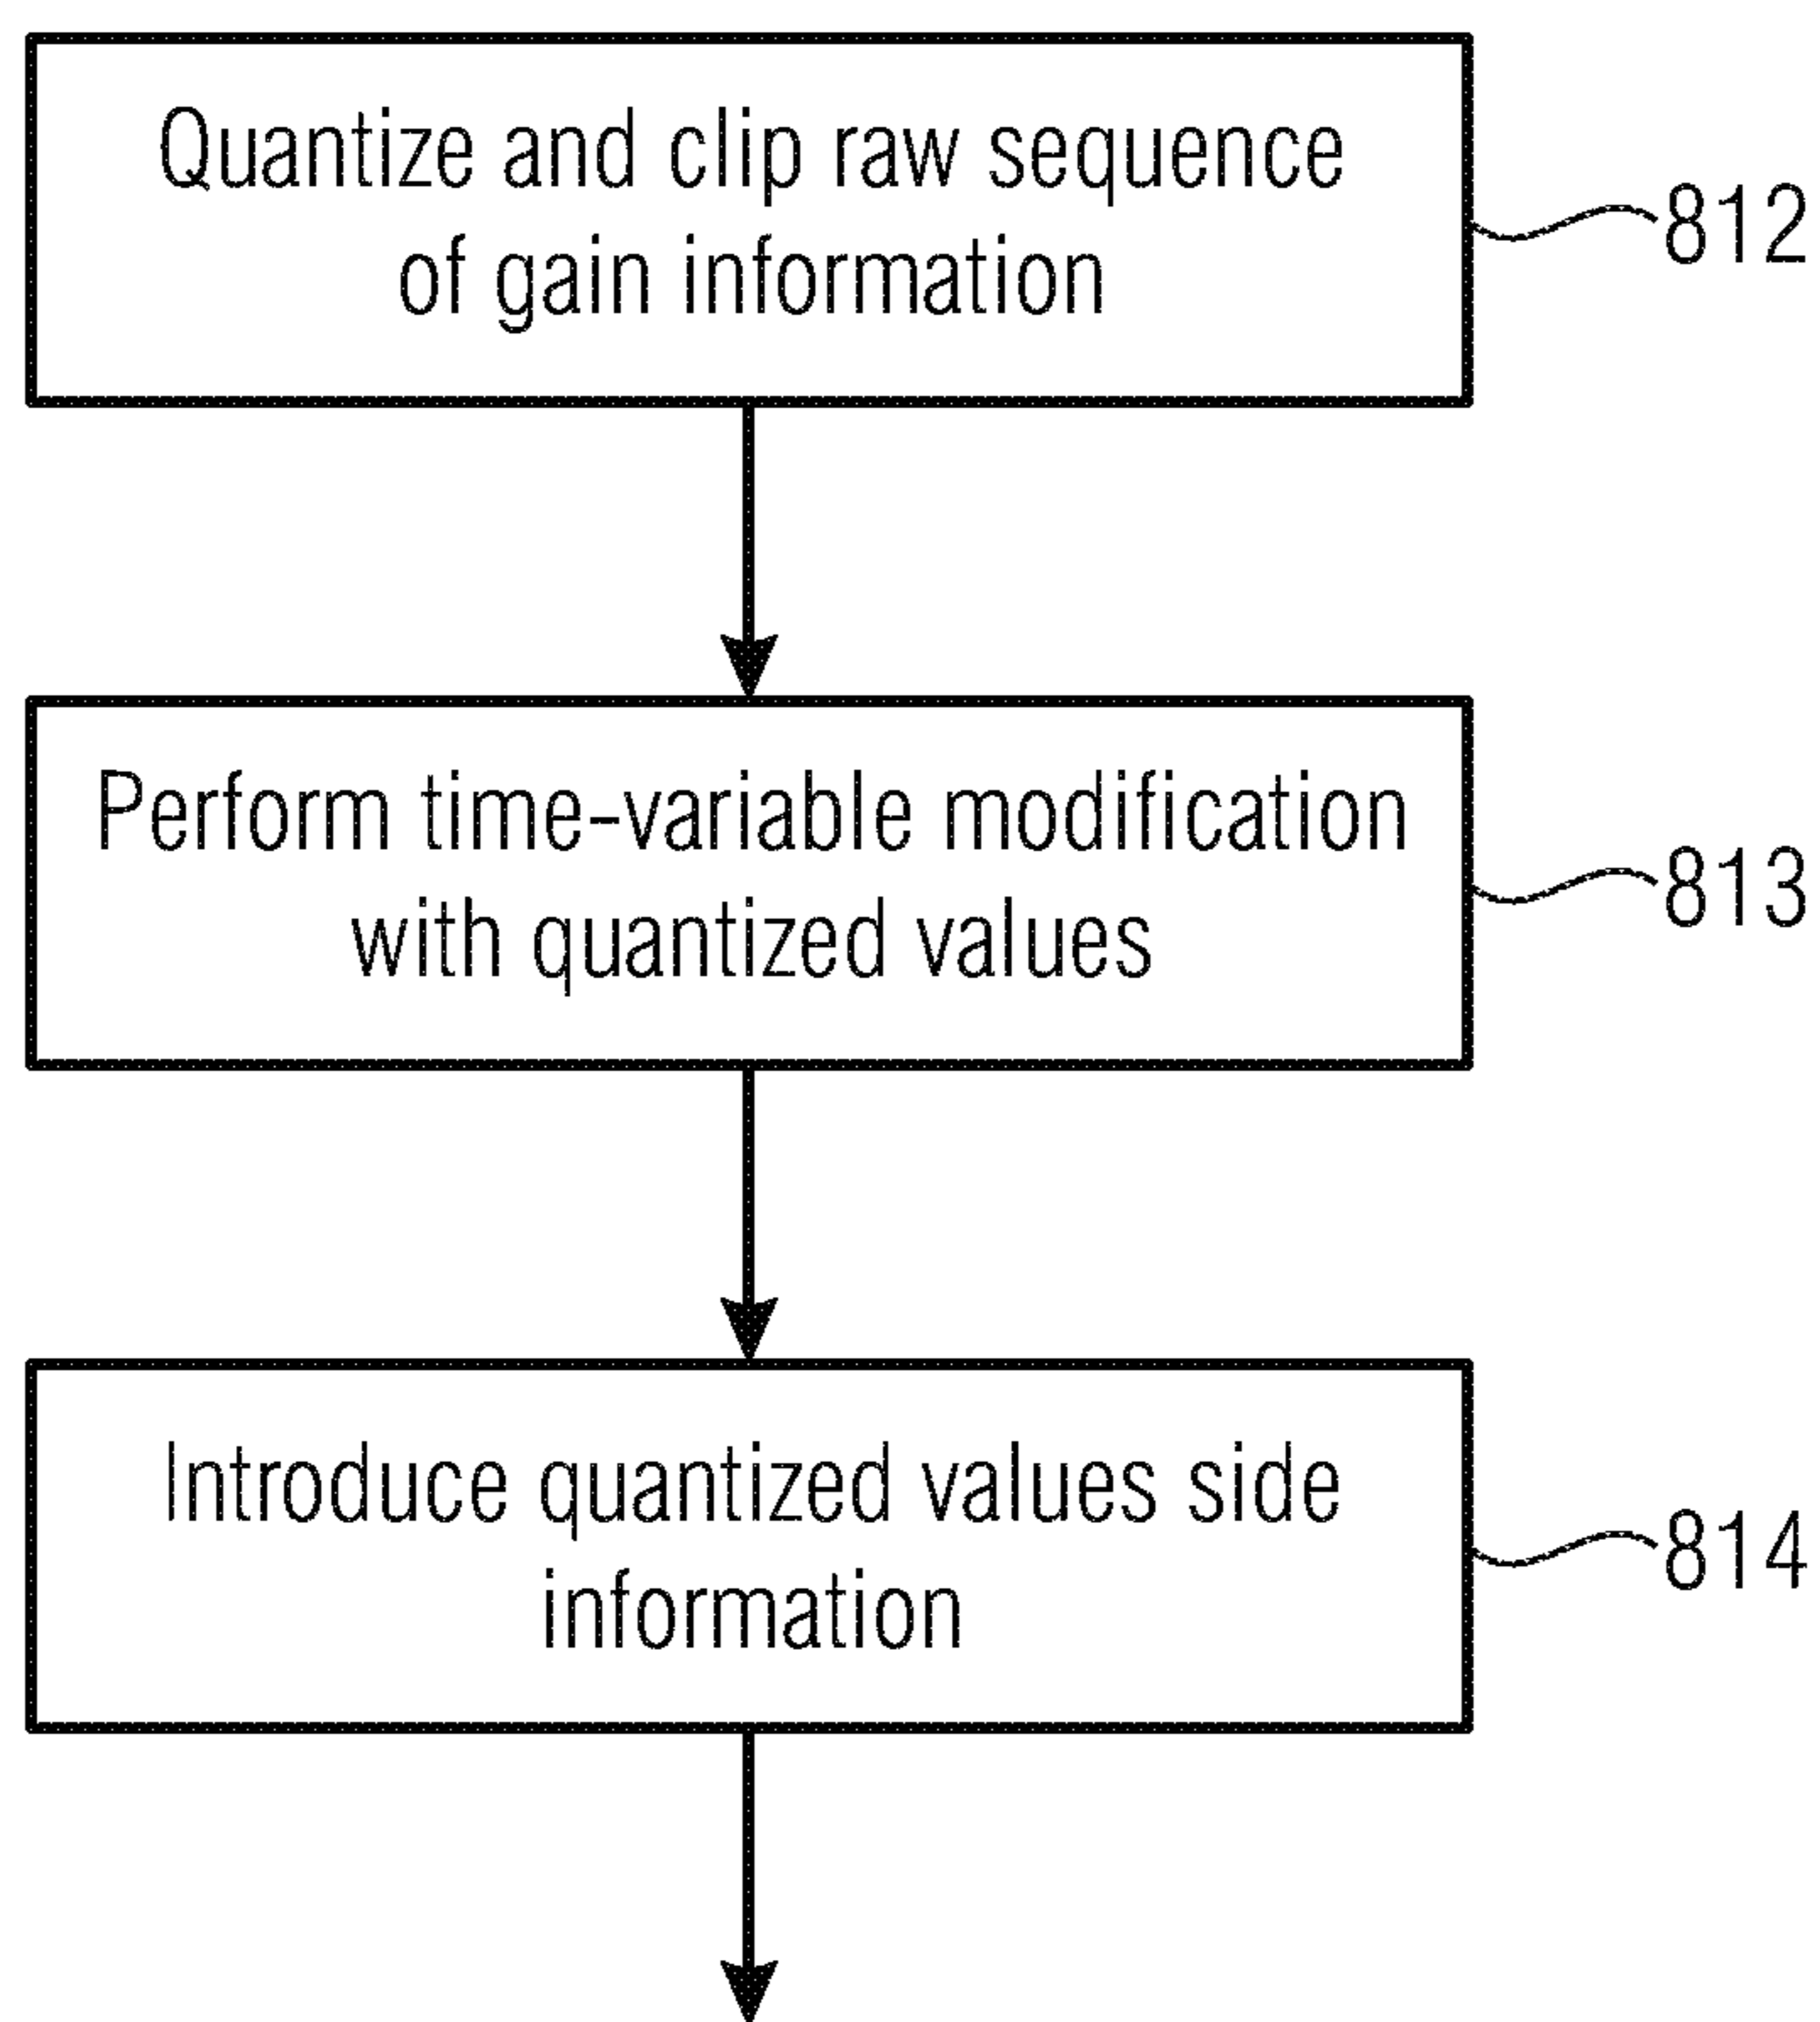 Quantize and clip raw sequence
of gain information
812
Perform time-variable modification
with quantized values
813
Introduce quantized values side
information
814